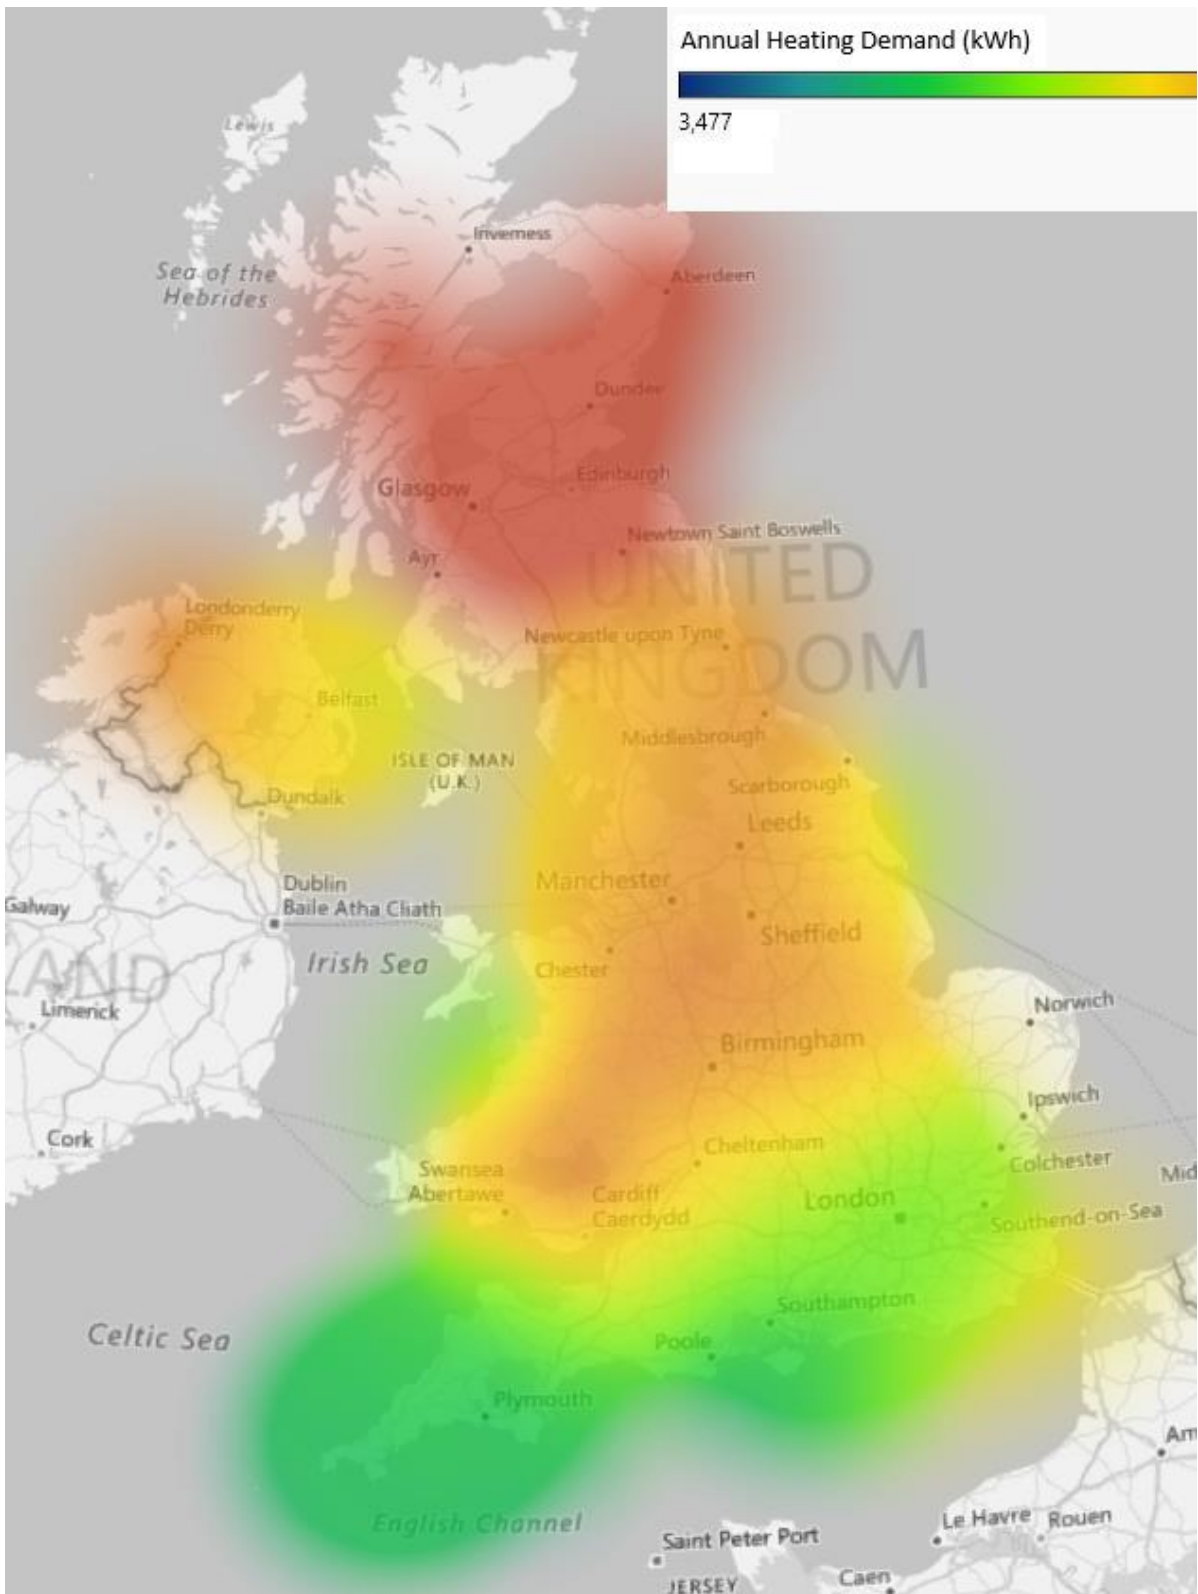 Annual Heating Demand (kWh)
3,477
Lewis
Inverness
Sea of the
Hebrides
Aberdeen
Dundee
Edinburgh
Glasgow
Newtown Saint Boswells
Ayr
UNITED
KINGDOM
Londonderry
Derry
Newcastle upon Tyne
Belfast
Middlesbrough
ISLE OF MAN
(U.K.)
Scarborough
Dundalk
Leeds
Manchester
Dublin
Baile Atha Cliath
Galway
Sheffield
Irish Sea
Chester
LAND
Limerick
Norwich
Birmingham
Ipswich
Cork
Cheltenham
Colchester
Swansea
Abertawe
Mid
Cardiff
Caerdydd
London
Southend-on-Sea
Southampton
Celtic Sea
Poole
Plymouth
Am
English Channel
Le Havre
Rouen
Saint Peter Port
Caen
JERSEY